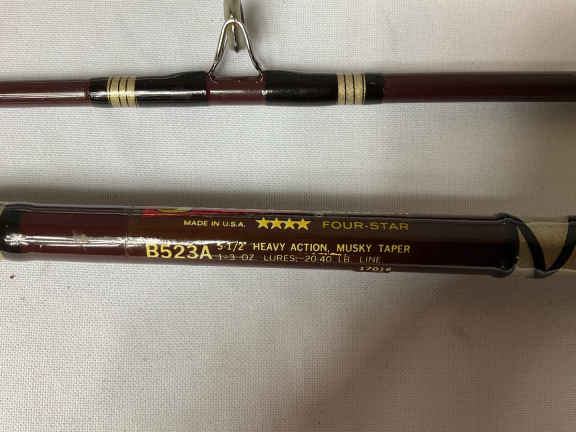 MADE IN U.S.A. ★★★★ FOUR-STAR
B523A 5-1/2' HEAVY ACTION, MUSKY TAPER
1-3 OZ. LURES; 20-40 LB. LINE